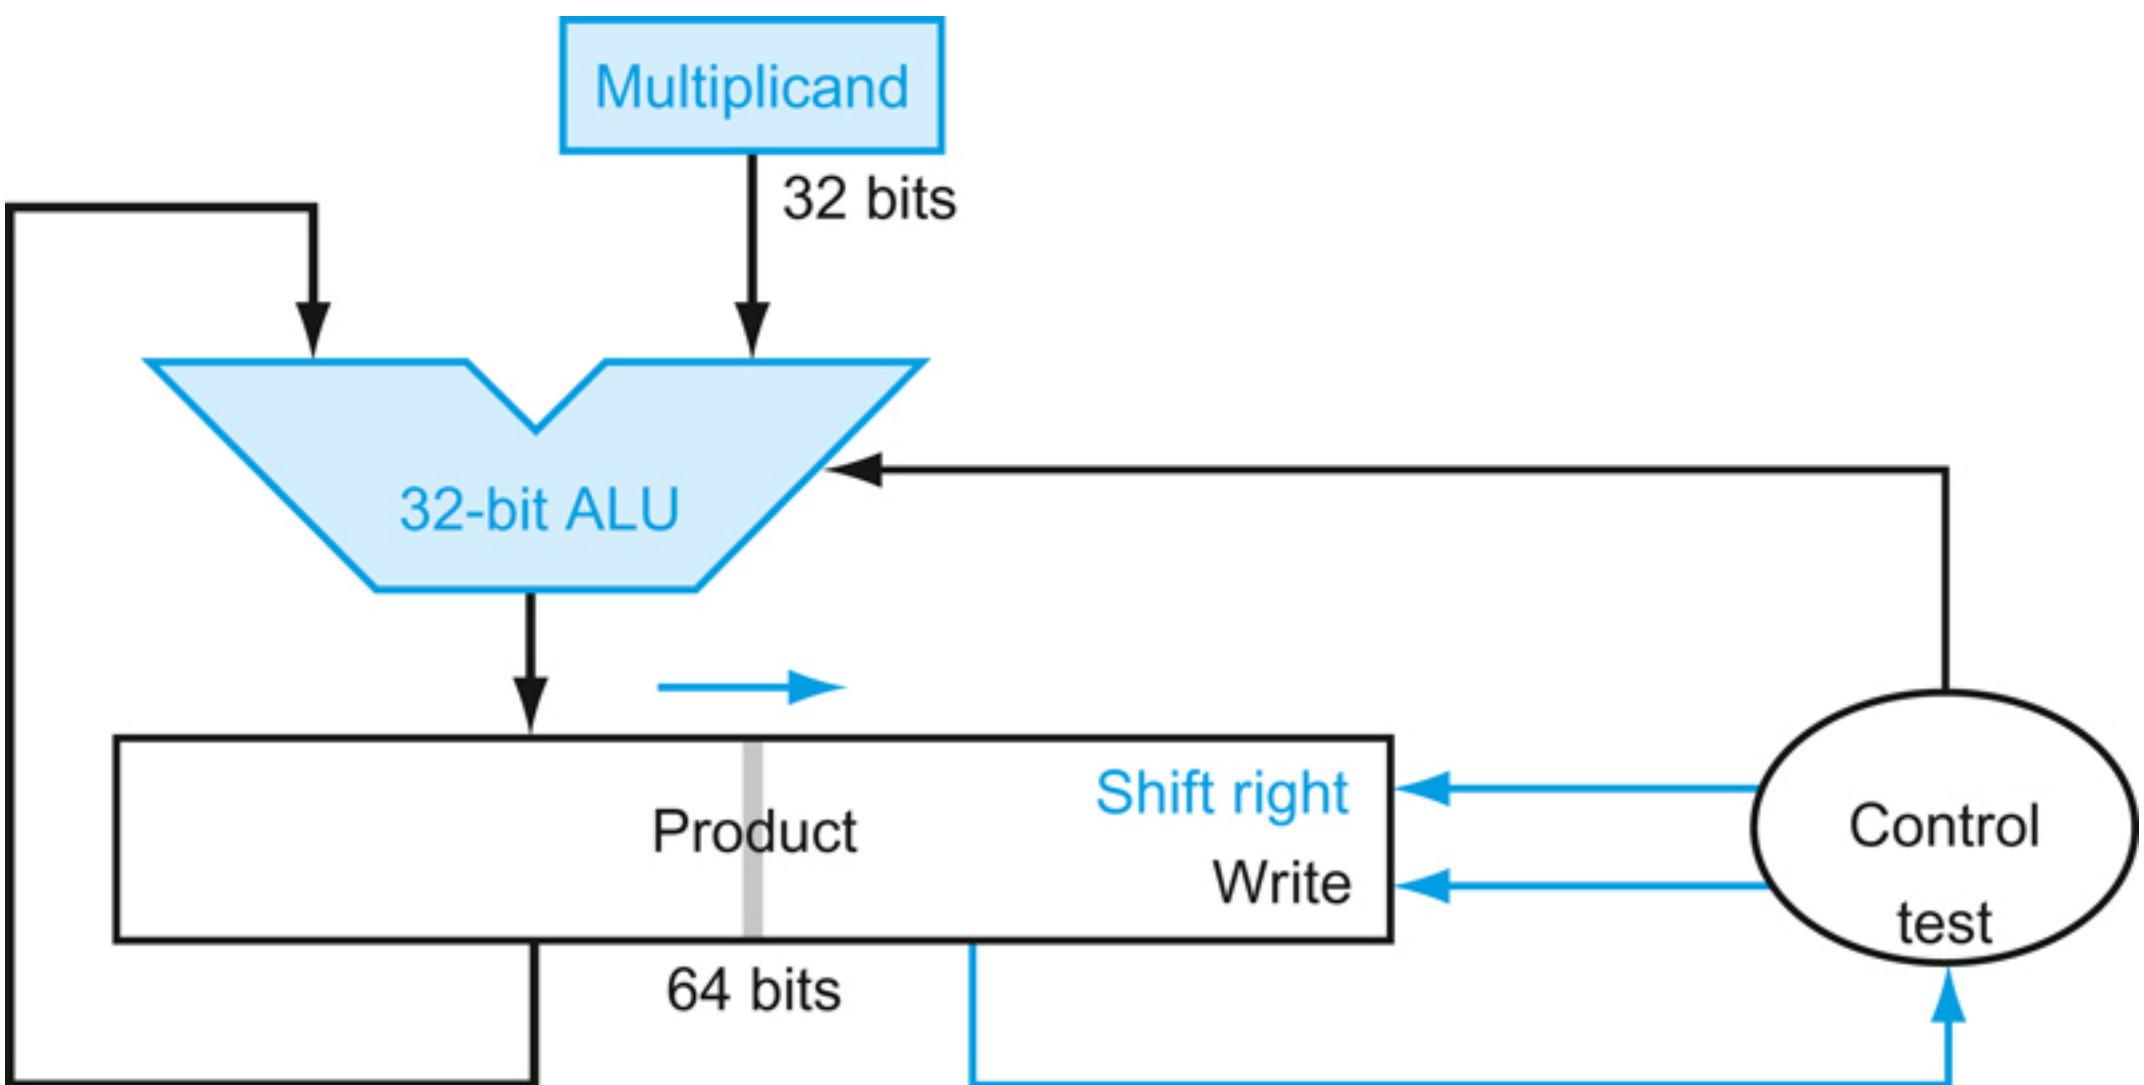 Multiplicand
32 bits
32-bit ALU
Product
Shift right
Write
64 bits
Control
test